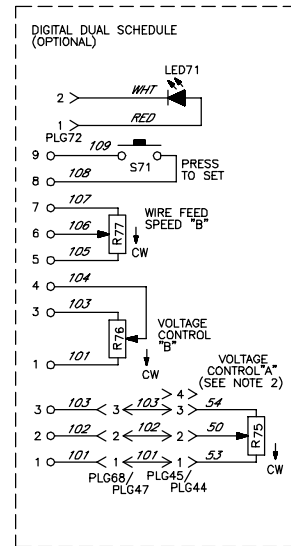 DIGITAL DUAL SCHEDULE
(OPTIONAL)
LED71
2 WHT
1 RED
PLG72
9 109
S71
PRESS
TO SET
8 108
7 107
WIRE FEED
SPEED "B"
6 106
R77
CW
5 105
4 104
3 103
VOLTAGE
CONTROL
"B"
R76
1 101
CW
VOLTAGE
CONTROL"A"
(SEE NOTE 2)
4
3 103 3 103 3 54
2 102 2 102 2 50
R75
1 101 1 101 1 53
CW
PLG68/
PLG47
PLG45
/PLG44